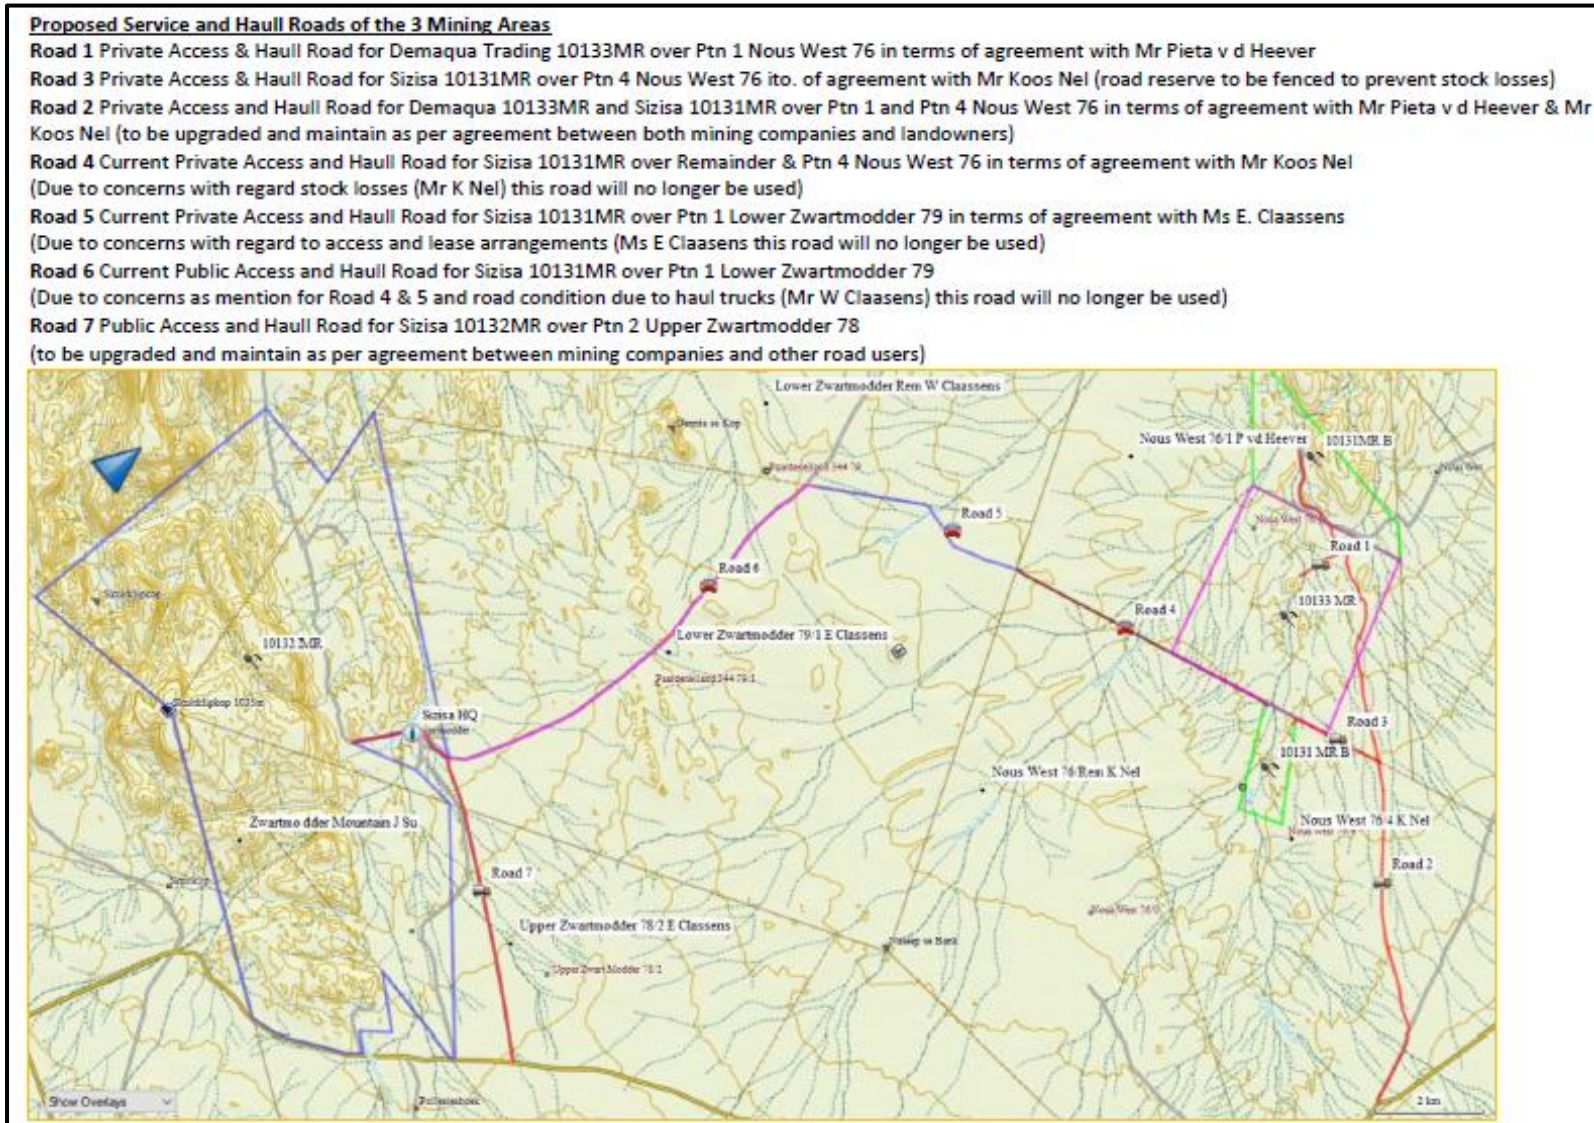 Proposed Service and Haull Roads of the 3 Mining Areas
Road 1 Private Access & Haull Road for Demaqua Trading 10133MR over Ptn 1 Nous West 76 in terms of agreement with Mr Pieta v d Heever
Road 3 Private Access & Haull Road for Sizisa 10131MR over Ptn 4 Nous West 76 ito. of agreement with Mr Koos Nel (road reserve to be fenced to prevent stock losses)
Road 2 Private Access and Haull Road for Demaqua 10133MR and Sizisa 10131MR over Ptn 1 and Ptn 4 Nous West 76 in terms of agreement with Mr Pieta v d Heever & Mr
Koos Nel (to be upgraded and maintain as per agreement between both mining companies and landowners)
Road 4 Current Private Access and Haull Road for Sizisa 10131MR over Remainder & Ptn 4 Nous West 76 in terms of agreement with Mr Koos Nel
(Due to concerns with regard stock losses (Mr K Nel) this road will no longer be used)
Road 5 Current Private Access and Haull Road for Sizisa 10131MR over Ptn 1 Lower Zwartmodder 79 in terms of agreement with Ms E. Claassens
(Due to concerns with regard to access and lease arrangements (Ms E Claasens this road will no longer be used)
Road 6 Current Public Access and Haull Road for Sizisa 10131MR over Ptn 1 Lower Zwartmodder 79
(Due to concerns as mention for Road 4 & 5 and road condition due to haul trucks (Mr W Claasens) this road will no longer be used)
Road 7 Public Access and Haull Road for Sizisa 10132MR over Ptn 2 Upper Zwartmodder 78
(to be upgraded and maintain as per agreement between mining companies and other road users)
Lower Zwartmodder Rem W Claassens
Dennis se Kop
Nous West 76/1 P vd Heever
10131MR B
Road 5
Road 1
Road 6
10133 MR
Road 4
Lower Zwartmodder 79/1 E Classens
10132 MR
Sizisa HQ
Road 3
10131 MR B
Nous West 76/Rem K Nel
Zwartmo dder Mountain J Su
Nous West 76/4 K Nel
Road 7
Road 2
Nous West 76/0
Upper Zwartmodder 78/2 E Classens
Upper Zwart Modder 78/2
Show Overlays
2 km